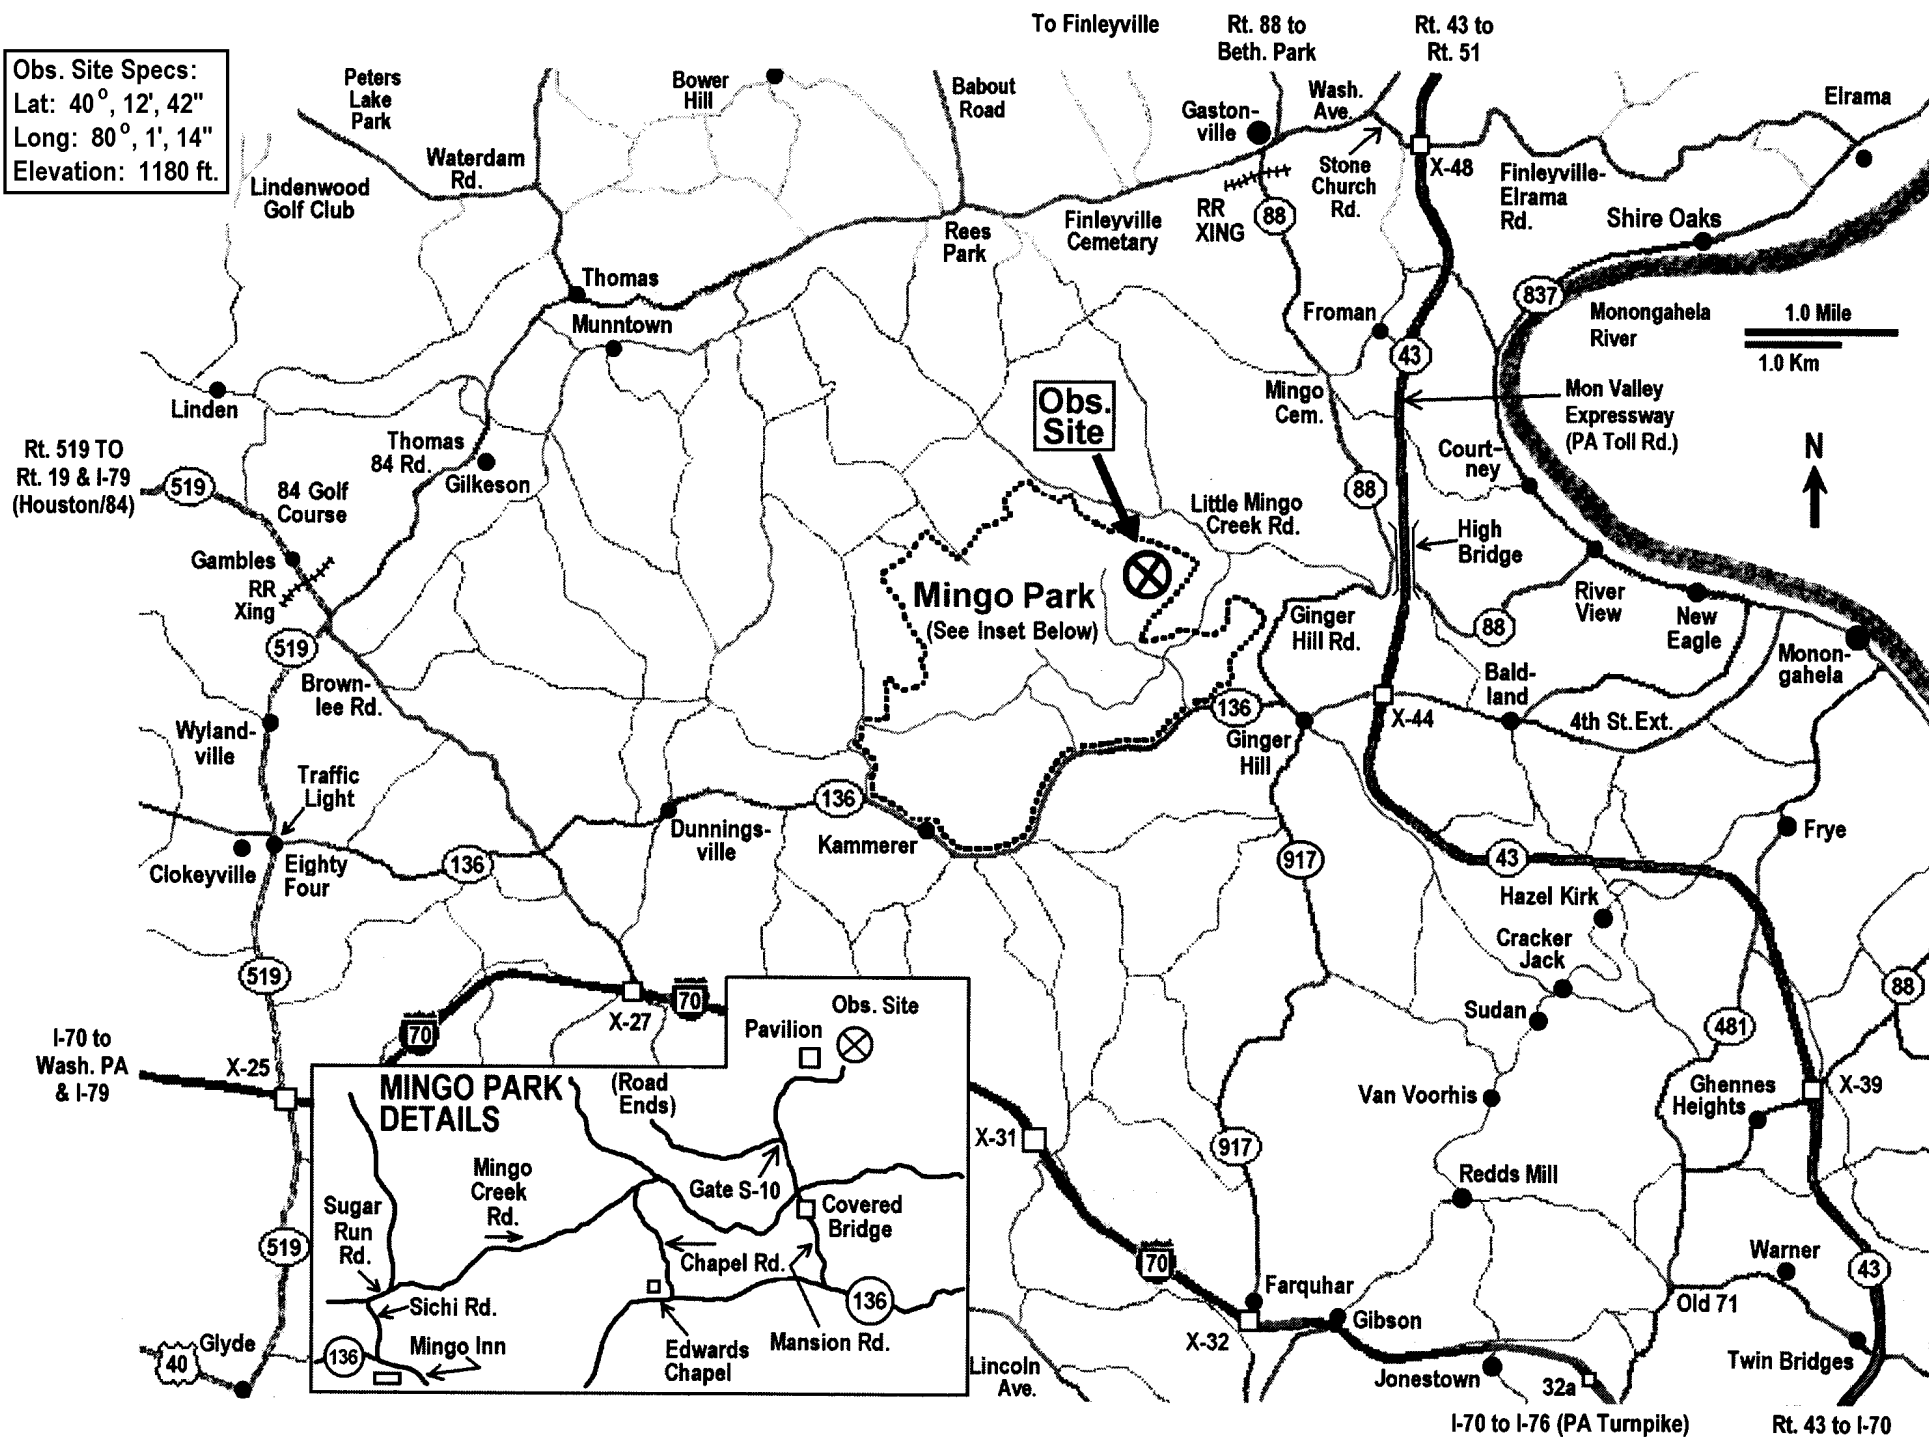 To Finleyville
Rt. 88 to
Beth. Park
Rt. 43 to
Rt. 51
Obs. Site Specs:
Lat: 40°, 12', 42"
Long: 80°, 1', 14"
Elevation: 1180 ft.
Peters
Lake
Park
Bower
Hill
Babout
Road
Gaston-
ville
Wash.
Ave.
Elrama
Waterdam
Rd.
Lindenwood
Golf Club
Stone
Church
Rd.
X-48
Finleyville-
Elrama
Rd.
RR
XING
88
Rees
Park
Finleyville
Cemetary
Shire Oaks
Thomas
Munntown
Froman
837
Monongahela
River
1.0 Mile
1.0 Km
43
Linden
Mingo
Cem.
Mon Valley
Expressway
(PA Toll Rd.)
Obs.
Site
Thomas
84 Rd.
Gilkeson
Court-
ney
N
Rt. 519 TO
Rt. 19 & I-79
(Houston/84)
519
84 Golf
Course
88
Little Mingo
Creek Rd.
High
Bridge
Gambles
RR
Xing
Mingo Park
(See Inset Below)
Ginger
Hill Rd.
88
River
View
New
Eagle
Monon-
gahela
519
Brown-
lee Rd.
Bald-
land
136
X-44
4th St.Ext.
Wyland-
ville
Ginger
Hill
Traffic
Light
136
Dunnings-
ville
Kammerer
Frye
Clokeyville
Eighty
Four
136
917
43
Hazel Kirk
Cracker
Jack
519
70
X-27
70
Sudan
481
88
I-70 to
Wash. PA
& I-79
X-25
Van Voorhis
Ghennes
Heights
X-39
X-31
917
Redds Mill
519
70
Warner
43
Farquhar
Gibson
X-32
Old 71
Glyde
40
Lincoln
Ave.
Jonestown
32a
Twin Bridges
I-70 to I-76 (PA Turnpike)
Rt. 43 to I-70
MINGO PARK
DETAILS
(Road
Ends)
Pavilion
Obs. Site
Mingo
Creek
Rd.
Gate S-10
Sugar
Run
Rd.
Covered
Bridge
Chapel Rd.
Sichi Rd.
136
136
Mingo Inn
Edwards
Chapel
Mansion Rd.